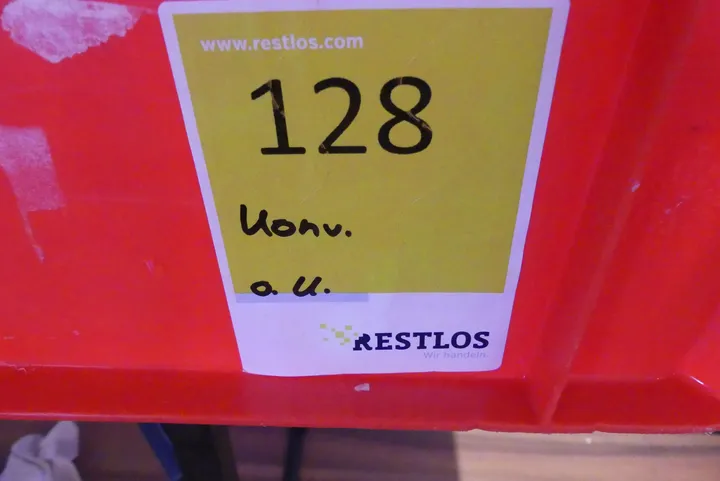 www.restlos.com
128
Konv.
o. U.
RESTLOS
Wir handeln.